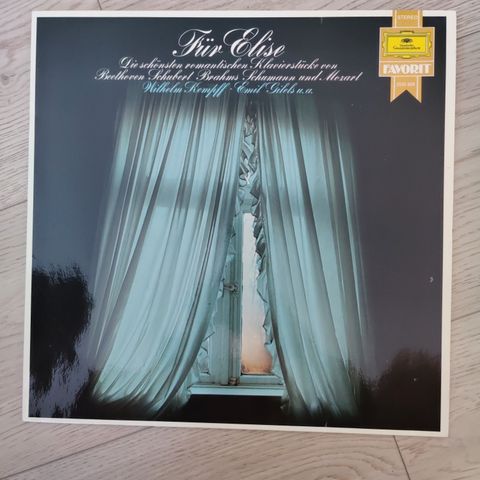 Für Elise
Die schönsten romantischen Klavierstücke von
Beethoven · Schubert · Brahms · Schumann und Mozart
Wilhelm Kempff · Emil Gilels u.a.
STEREO
Deutsche
Grammophon
FAVORIT